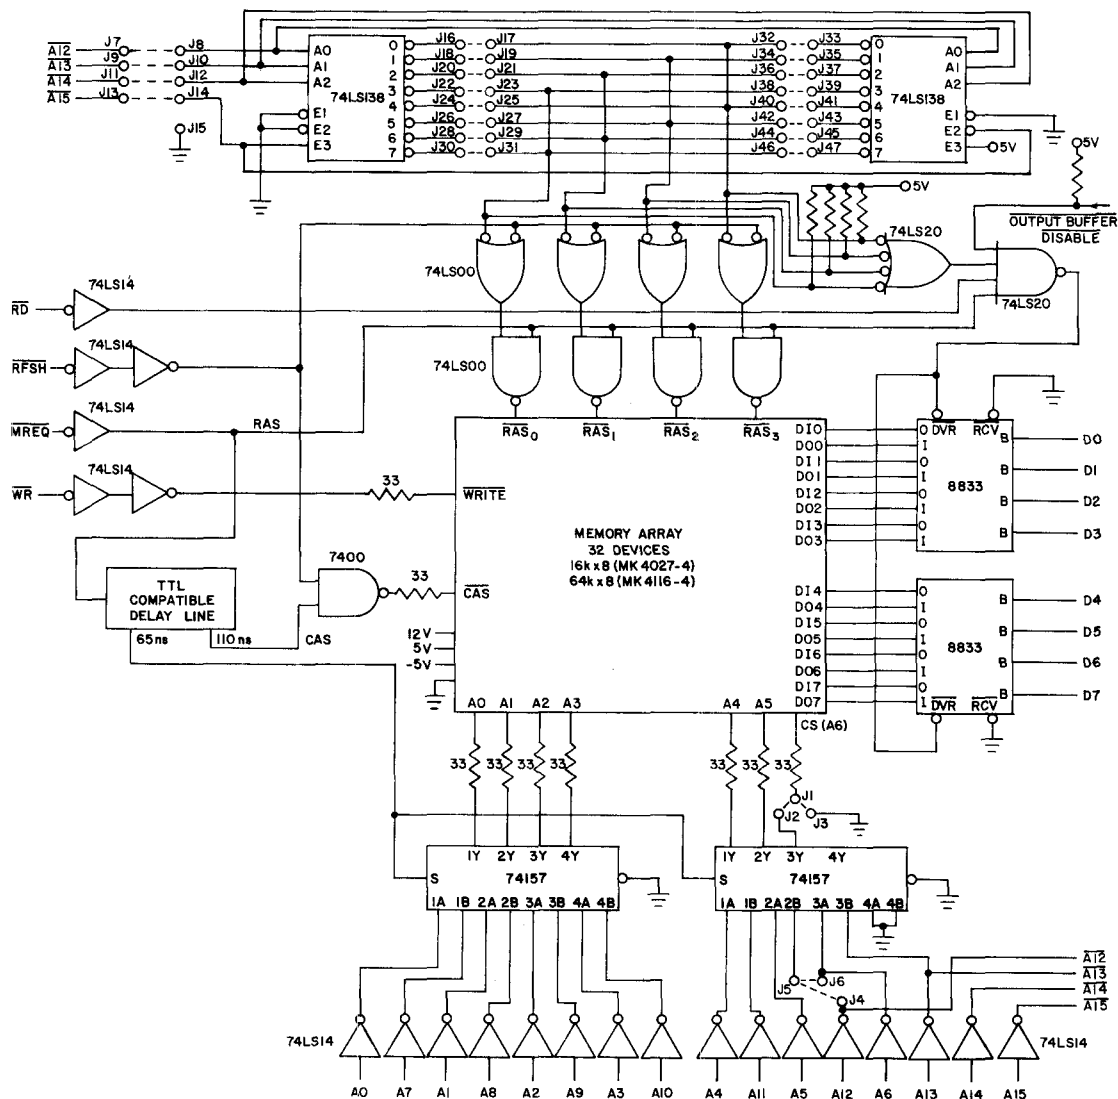 A12 J7 J8 A0 0 J16 J17 J32 J33 0 A0
A13 J9 J10 A1 1 J18 J19 J34 J35 1 A1
A14 J11 J12 A2 2 J20 J21 J36 J37 2 A2
A15 J13 J14 74LS138 3 J22 J23 J38 J39 3 74LS138
4 J24 J25 J40 J41 4
J15 E1 5 J26 J27 J42 J43 5 E1
E2 6 J28 J29 J44 J45 6 E2
E3 7 J30 J31 J46 J47 7 E3 5V
5V
5V
OUTPUT BUFFER
DISABLE
74LS20
74LS00
74LS20
RD 74LS14
RFSH 74LS14
74LS00
MREQ 74LS14 RAS
RAS0 RAS1 RAS2 RAS3
WR 74LS14 33 WRITE
MEMORY ARRAY
32 DEVICES
16k x 8 (MK 4027-4)
64k x 8 (MK 4116-4)
DI0 O DVR RCV
DO0 I B D0
DI1 O
DO1 I B D1
DI2 O 8833
DO2 I B D2
DI3 O
DO3 I B D3
7400 33 CAS
TTL
COMPATIBLE
DELAY LINE
65ns 110ns CAS
12V
5V
-5V
DI4 O B D4
DO4 I
DI5 O B D5
DO5 I 8833
DI6 O B D6
DO6 I
DI7 O B D7
DO7 I DVR RCV
A0 A1 A2 A3 A4 A5 CS (A6)
33 33 33 33 33 33 33
J1
J2 J3
1Y 2Y 3Y 4Y
S 74157
1A 1B 2A 2B 3A 3B 4A 4B
1Y 2Y 3Y 4Y
S 74157
1A 1B 2A 2B 3A 3B 4A 4B
J5 J6
J4
A12
A13
A14
A15
74LS14 74LS14
A0 A7 A1 A8 A2 A9 A3 A10 A4 A11 A5 A12 A6 A13 A14 A15